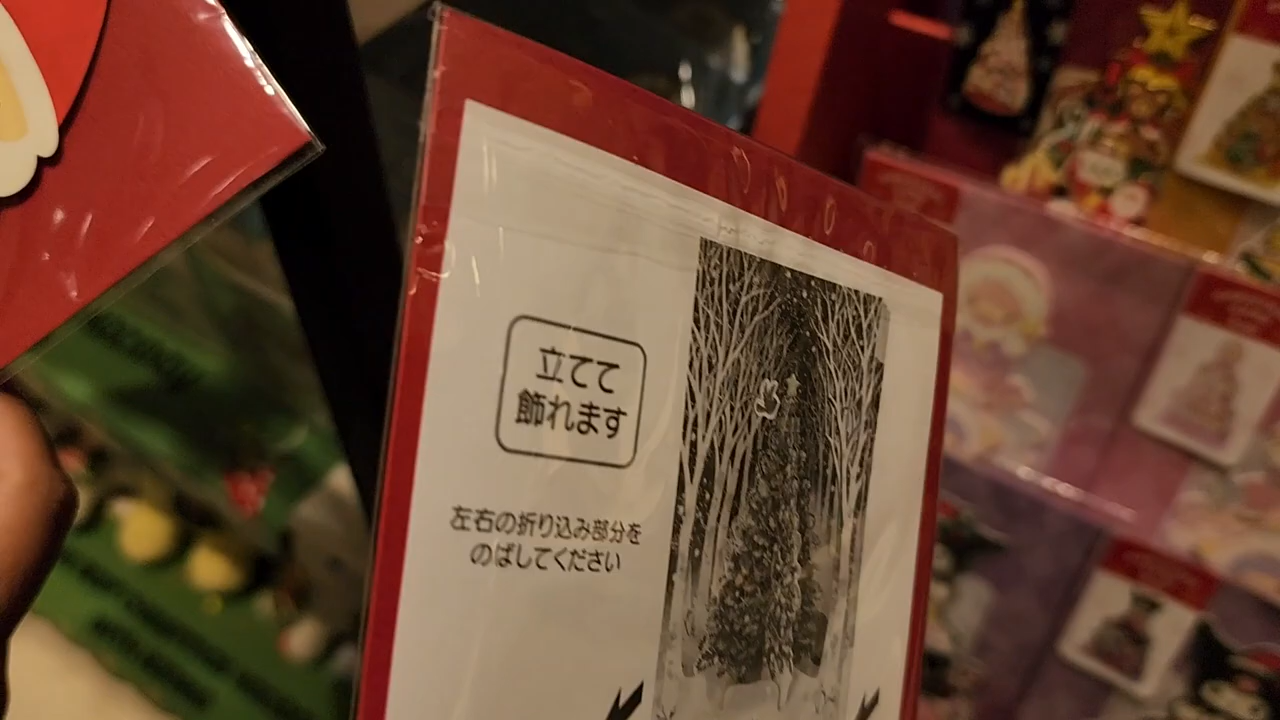 立てて
飾れます
左右の折り込み部分を
のばしてください